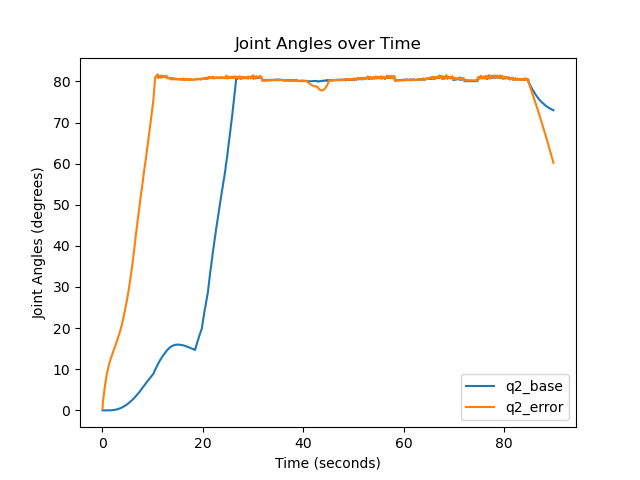 Joint Angles over Time
Joint Angles (degrees)
80
70
60
50
40
30
20
10
0
0 20 40 60 80
Time (seconds)
q2_base
q2_error